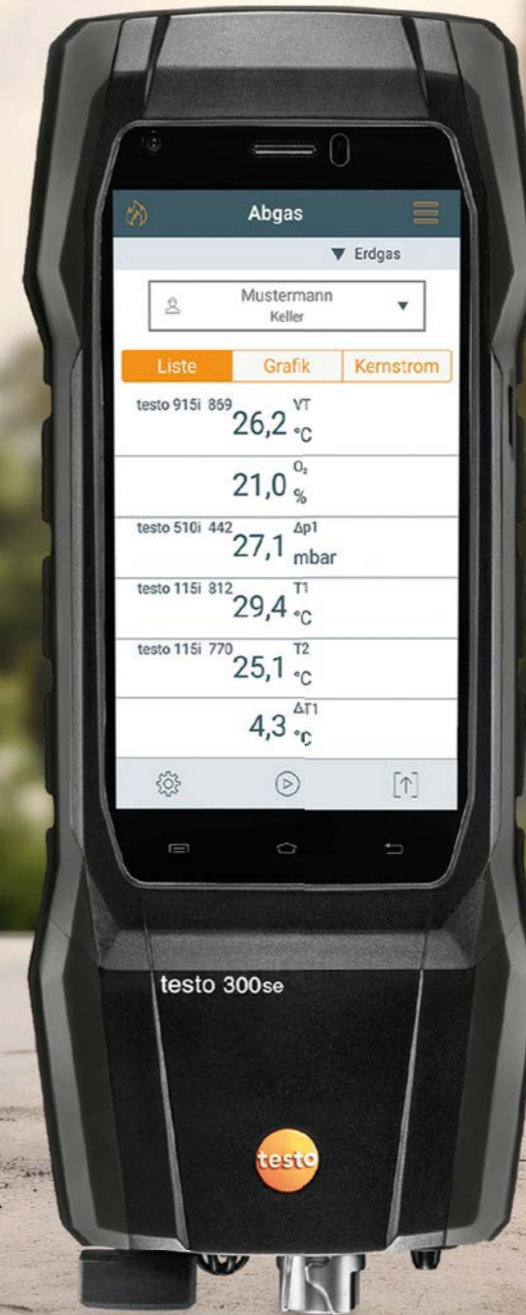 Abgas
Erdgas
Mustermann
Keller
Liste Grafik Kernstrom
testo 915i 869 26,2 VT °C
21,0 O₂ %
testo 510i 442 27,1 Δp1 mbar
testo 115i 812 29,4 T1 °C
testo 115i 770 25,1 T2 °C
4,3 ΔT1 °C
testo 300se
testo